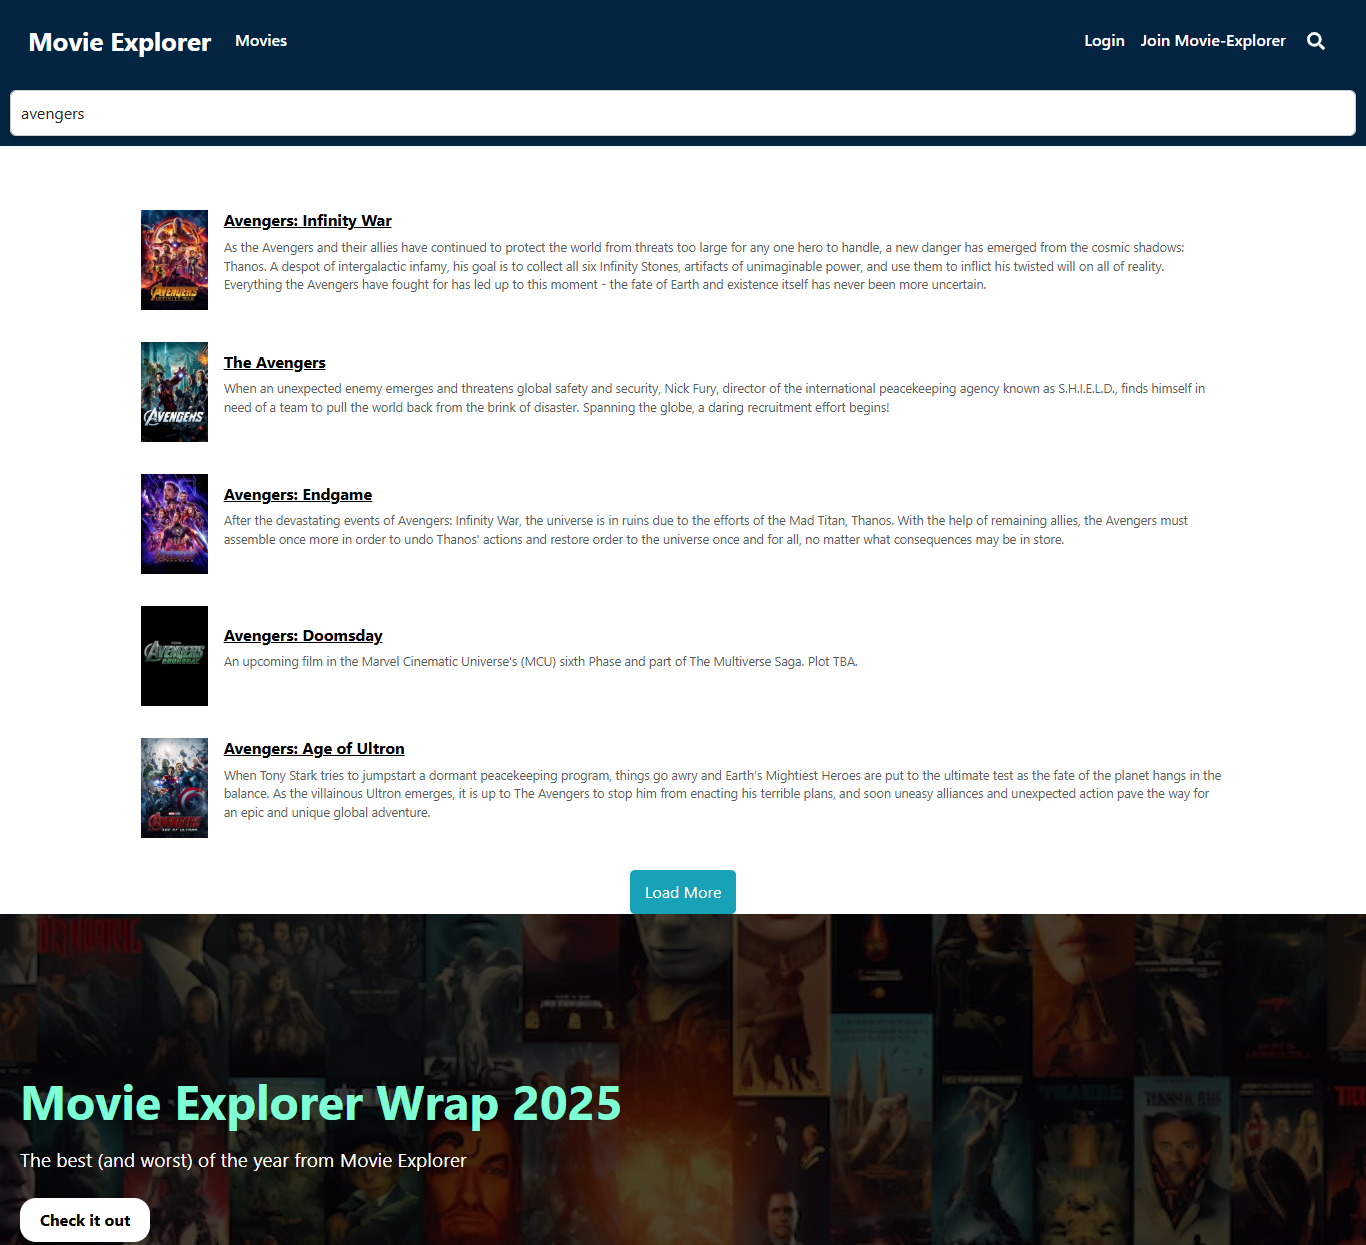 Movie Explorer Movies Login Join Movie-Explorer
avengers
Avengers: Infinity War
As the Avengers and their allies have continued to protect the world from threats too large for any one hero to handle, a new danger has emerged from the cosmic shadows:
Thanos. A despot of intergalactic infamy, his goal is to collect all six Infinity Stones, artifacts of unimaginable power, and use them to inflict his twisted will on all of reality.
Everything the Avengers have fought for has led up to this moment - the fate of Earth and existence itself has never been more uncertain.
AVENGERS
INFINITY WAR
The Avengers
When an unexpected enemy emerges and threatens global safety and security, Nick Fury, director of the international peacekeeping agency known as S.H.I.E.L.D., finds himself in
need of a team to pull the world back from the brink of disaster. Spanning the globe, a daring recruitment effort begins!
AVENGERS
Avengers: Endgame
After the devastating events of Avengers: Infinity War, the universe is in ruins due to the efforts of the Mad Titan, Thanos. With the help of remaining allies, the Avengers must
assemble once more in order to undo Thanos' actions and restore order to the universe once and for all, no matter what consequences may be in store.
Avengers: Doomsday
An upcoming film in the Marvel Cinematic Universe's (MCU) sixth Phase and part of The Multiverse Saga. Plot TBA.
AVENGERS
DOOMSDAY
Avengers: Age of Ultron
When Tony Stark tries to jumpstart a dormant peacekeeping program, things go awry and Earth's Mightiest Heroes are put to the ultimate test as the fate of the planet hangs in the
balance. As the villainous Ultron emerges, it is up to The Avengers to stop him from enacting his terrible plans, and soon uneasy alliances and unexpected action pave the way for
an epic and unique global adventure.
AVENGERS
AGE OF ULTRON
Load More
Movie Explorer Wrap 2025
The best (and worst) of the year from Movie Explorer
Check it out